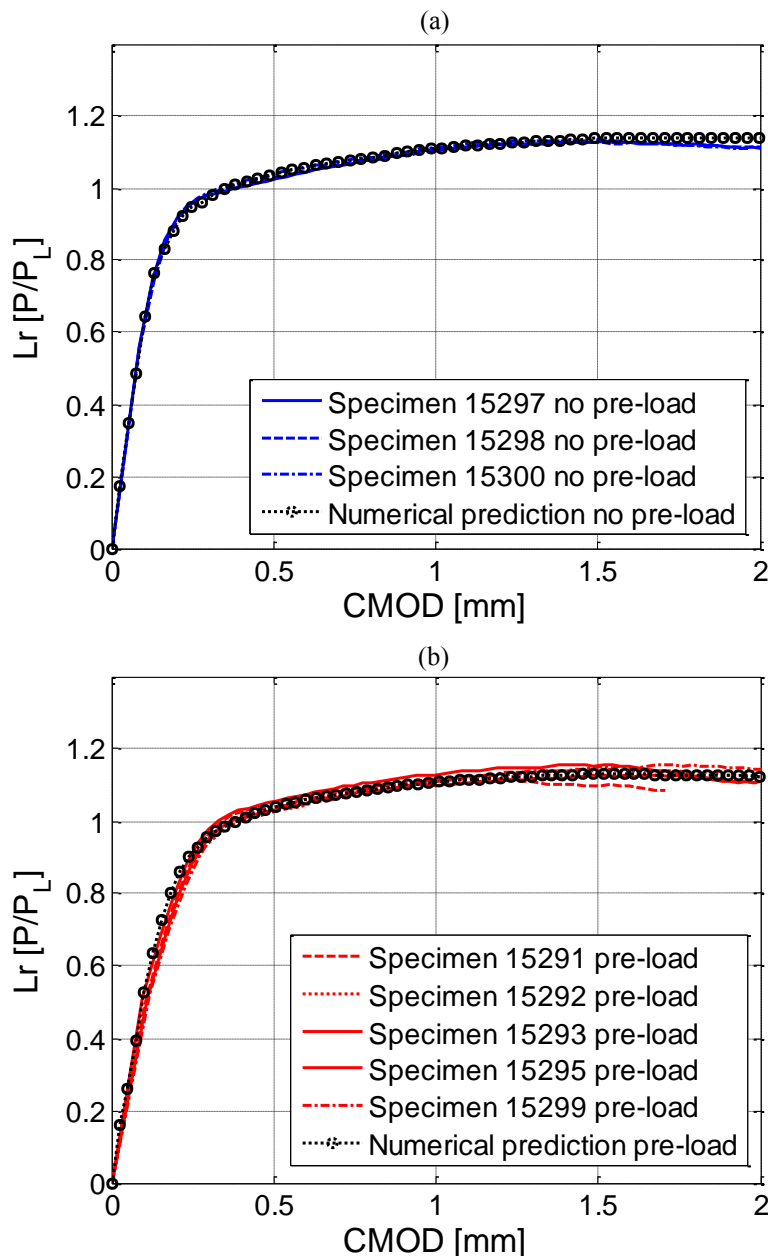 (a)
1.2
1
0.8
0.6
0.4
0.2
0
Lr [P/PL]
Specimen 15297 no pre-load
Specimen 15298 no pre-load
Specimen 15300 no pre-load
Numerical prediction no pre-load
0 0.5 1 1.5 2
CMOD [mm]
(b)
1.2
1
0.8
0.6
0.4
0.2
0
Lr [P/PL]
Specimen 15291 pre-load
Specimen 15292 pre-load
Specimen 15293 pre-load
Specimen 15295 pre-load
Specimen 15299 pre-load
Numerical prediction pre-load
0 0.5 1 1.5 2
CMOD [mm]